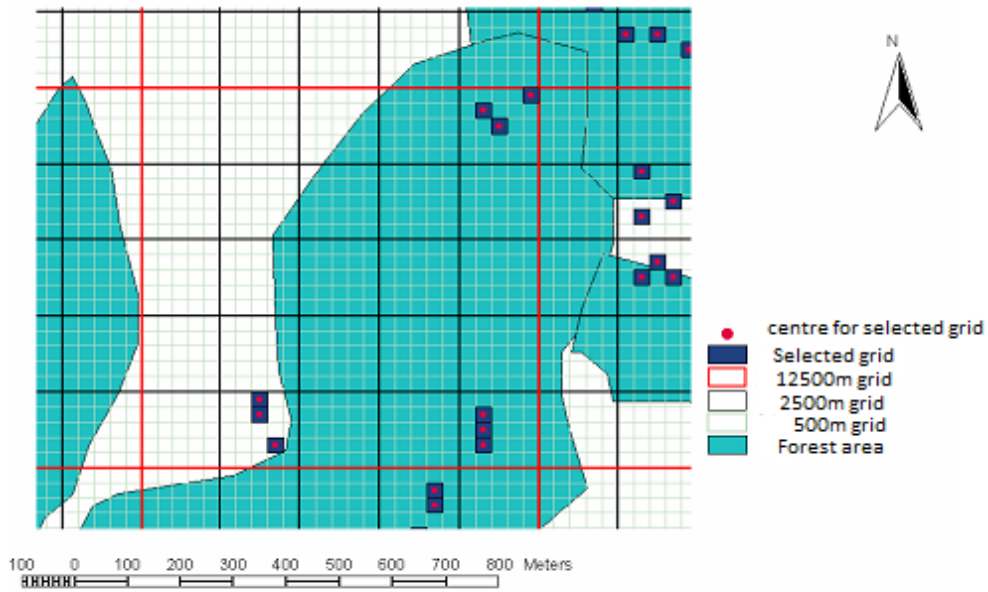 N
centre for selected grid
Selected grid
12500m grid
2500m grid
500m grid
Forest area
100 0 100 200 300 400 500 600 700 800 Meters